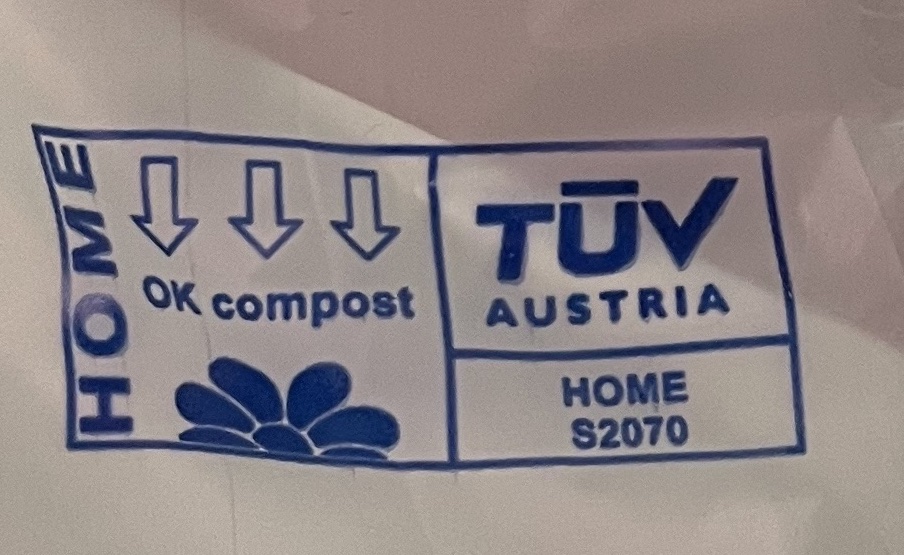 HOME
OK compost
TÜV
AUSTRIA
HOME
S2070